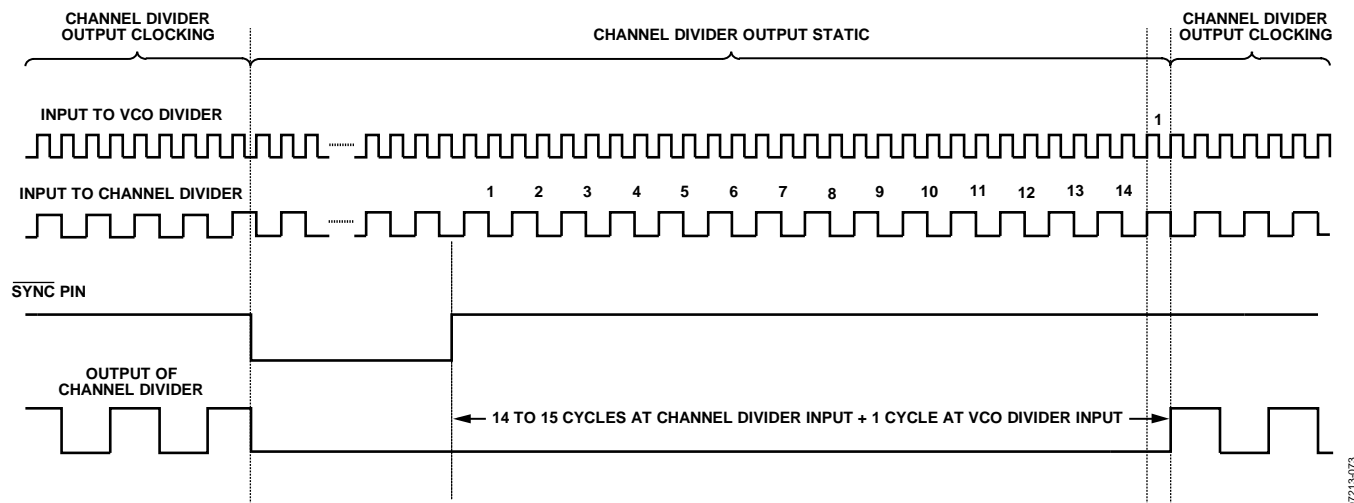 CHANNEL DIVIDER
OUTPUT CLOCKING
CHANNEL DIVIDER OUTPUT STATIC
CHANNEL DIVIDER
OUTPUT CLOCKING
INPUT TO VCO DIVIDER
1
INPUT TO CHANNEL DIVIDER
1 2 3 4 5 6 7 8 9 10 11 12 13 14
SYNC PIN
OUTPUT OF
CHANNEL DIVIDER
14 TO 15 CYCLES AT CHANNEL DIVIDER INPUT + 1 CYCLE AT VCO DIVIDER INPUT
7213-073